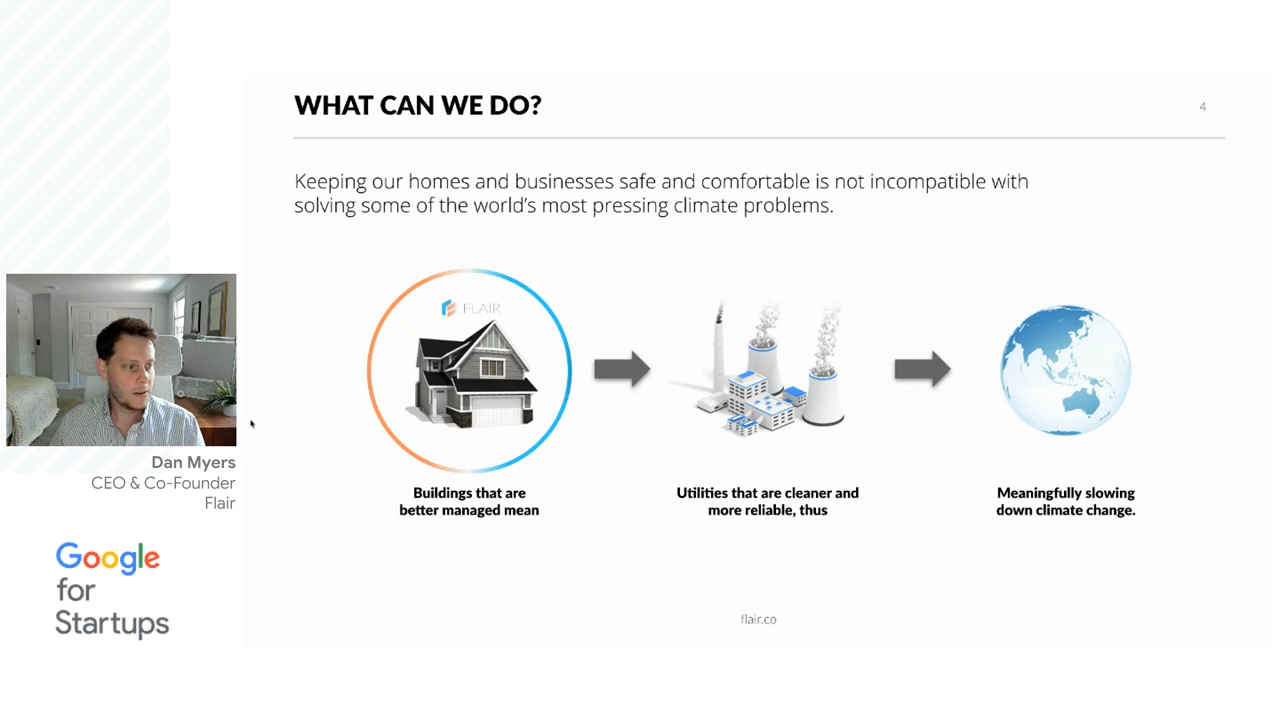 WHAT CAN WE DO?
4
Keeping our homes and businesses safe and comfortable is not incompatible with
solving some of the world's most pressing climate problems.
FLAIR
Buildings that are
better managed mean
Utilities that are cleaner and
more reliable, thus
Meaningfully slowing
down climate change.
flair.co
Dan Myers
CEO & Co-Founder
Flair
Google
for
Startups